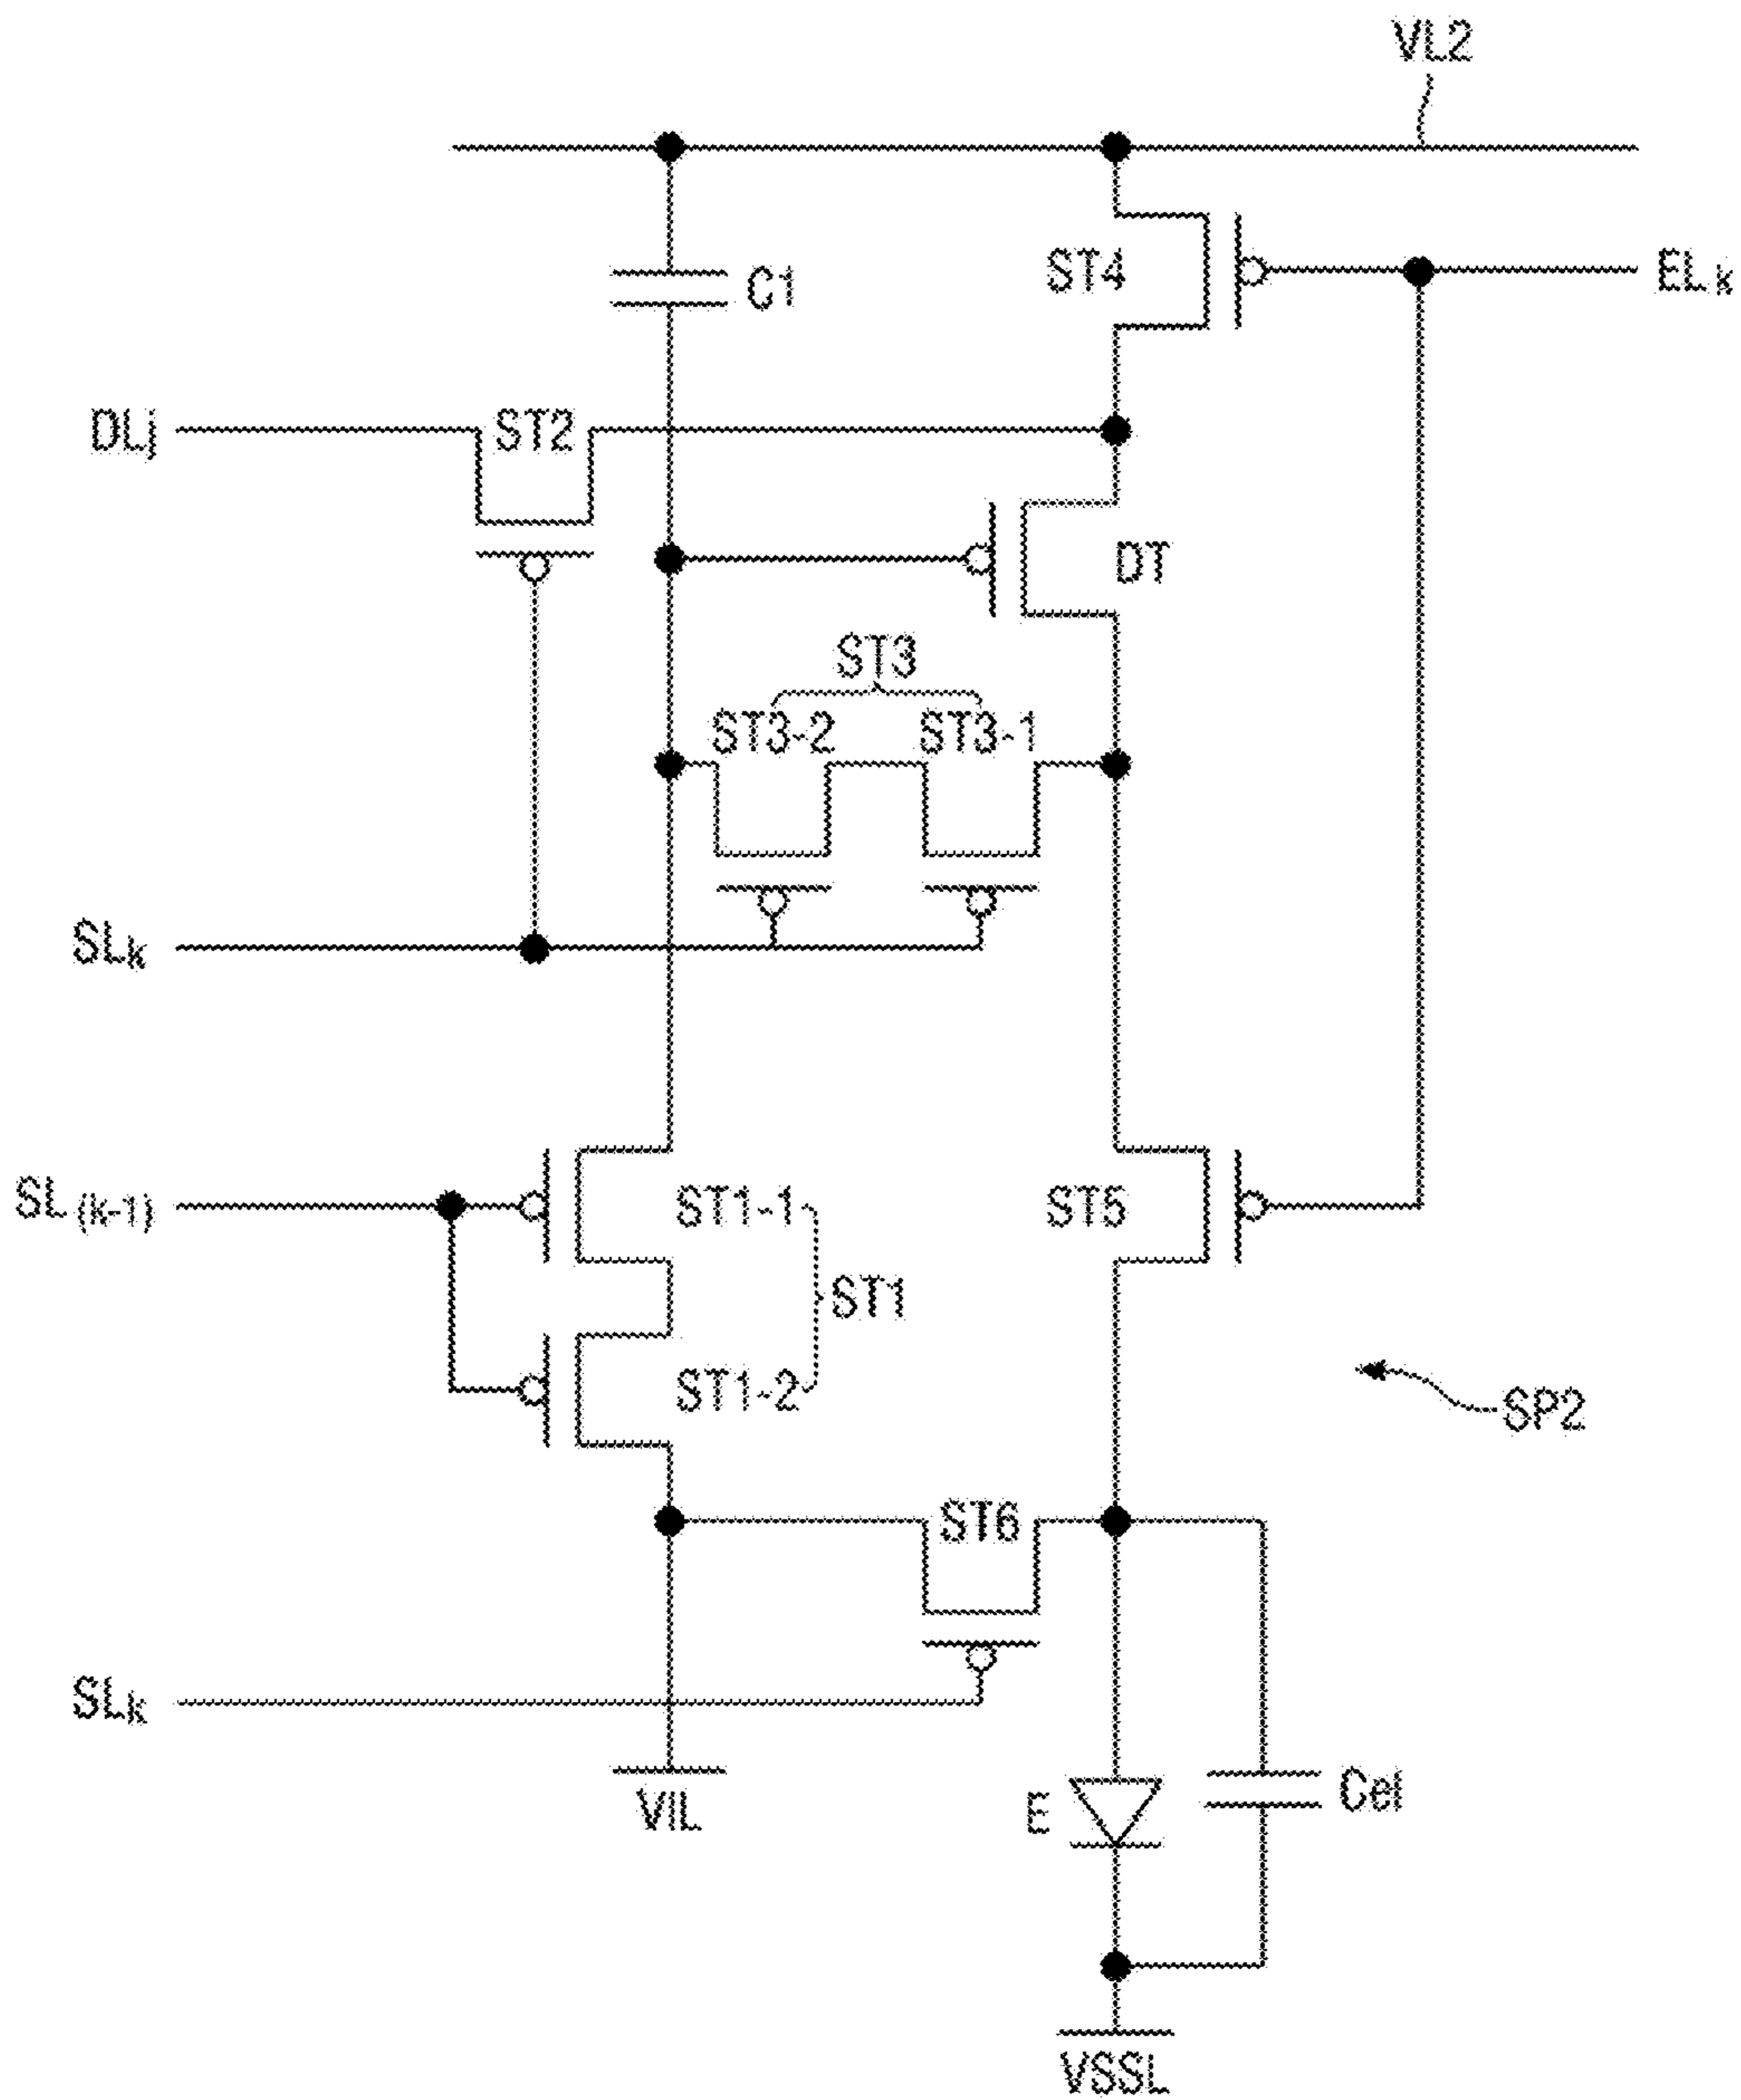 VL2
C1
ST4
ELk
DLj
ST2
DT
ST3
ST3-2
ST3-1
SLk
SL(k-1)
ST1-1
ST5
ST1
ST1-2
SP2
ST6
SLk
VIL
E
Cel
VSSL